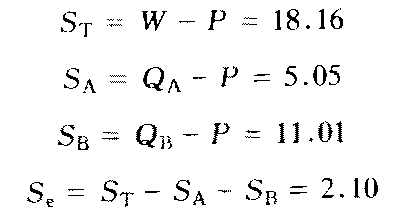 S_T = W − P = 18.16
S_A = Q_A − P = 5.05
S_B = Q_B − P = 11.01
S_e = S_T − S_A − S_B = 2.10